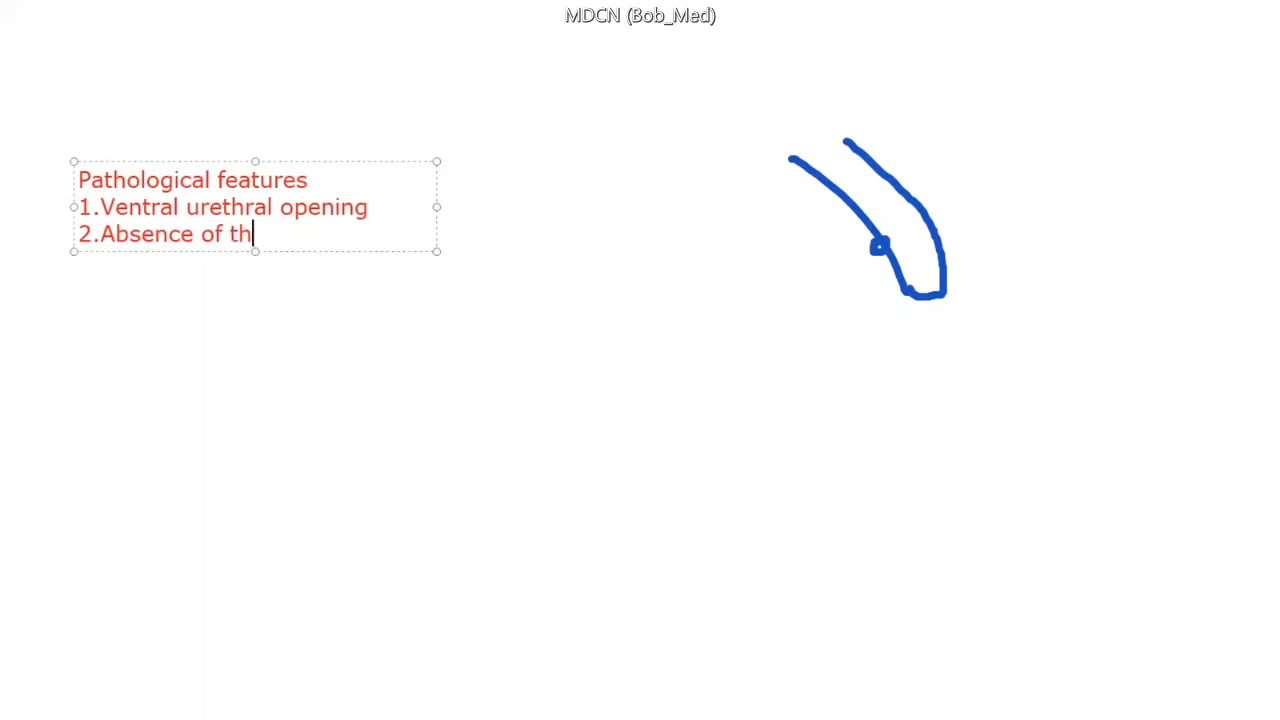 MDCN (Bob_Med)
Pathological features
1.Ventral urethral opening
2.Absence of th